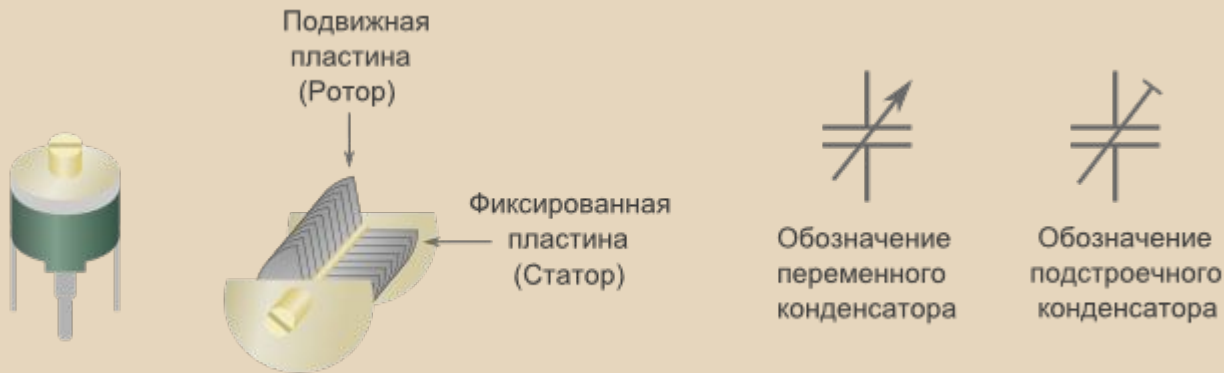 Подвижная
пластина
(Ротор)
Фиксированная
пластина
(Статор)
Обозначение
переменного
конденсатора
Обозначение
подстроечного
конденсатора